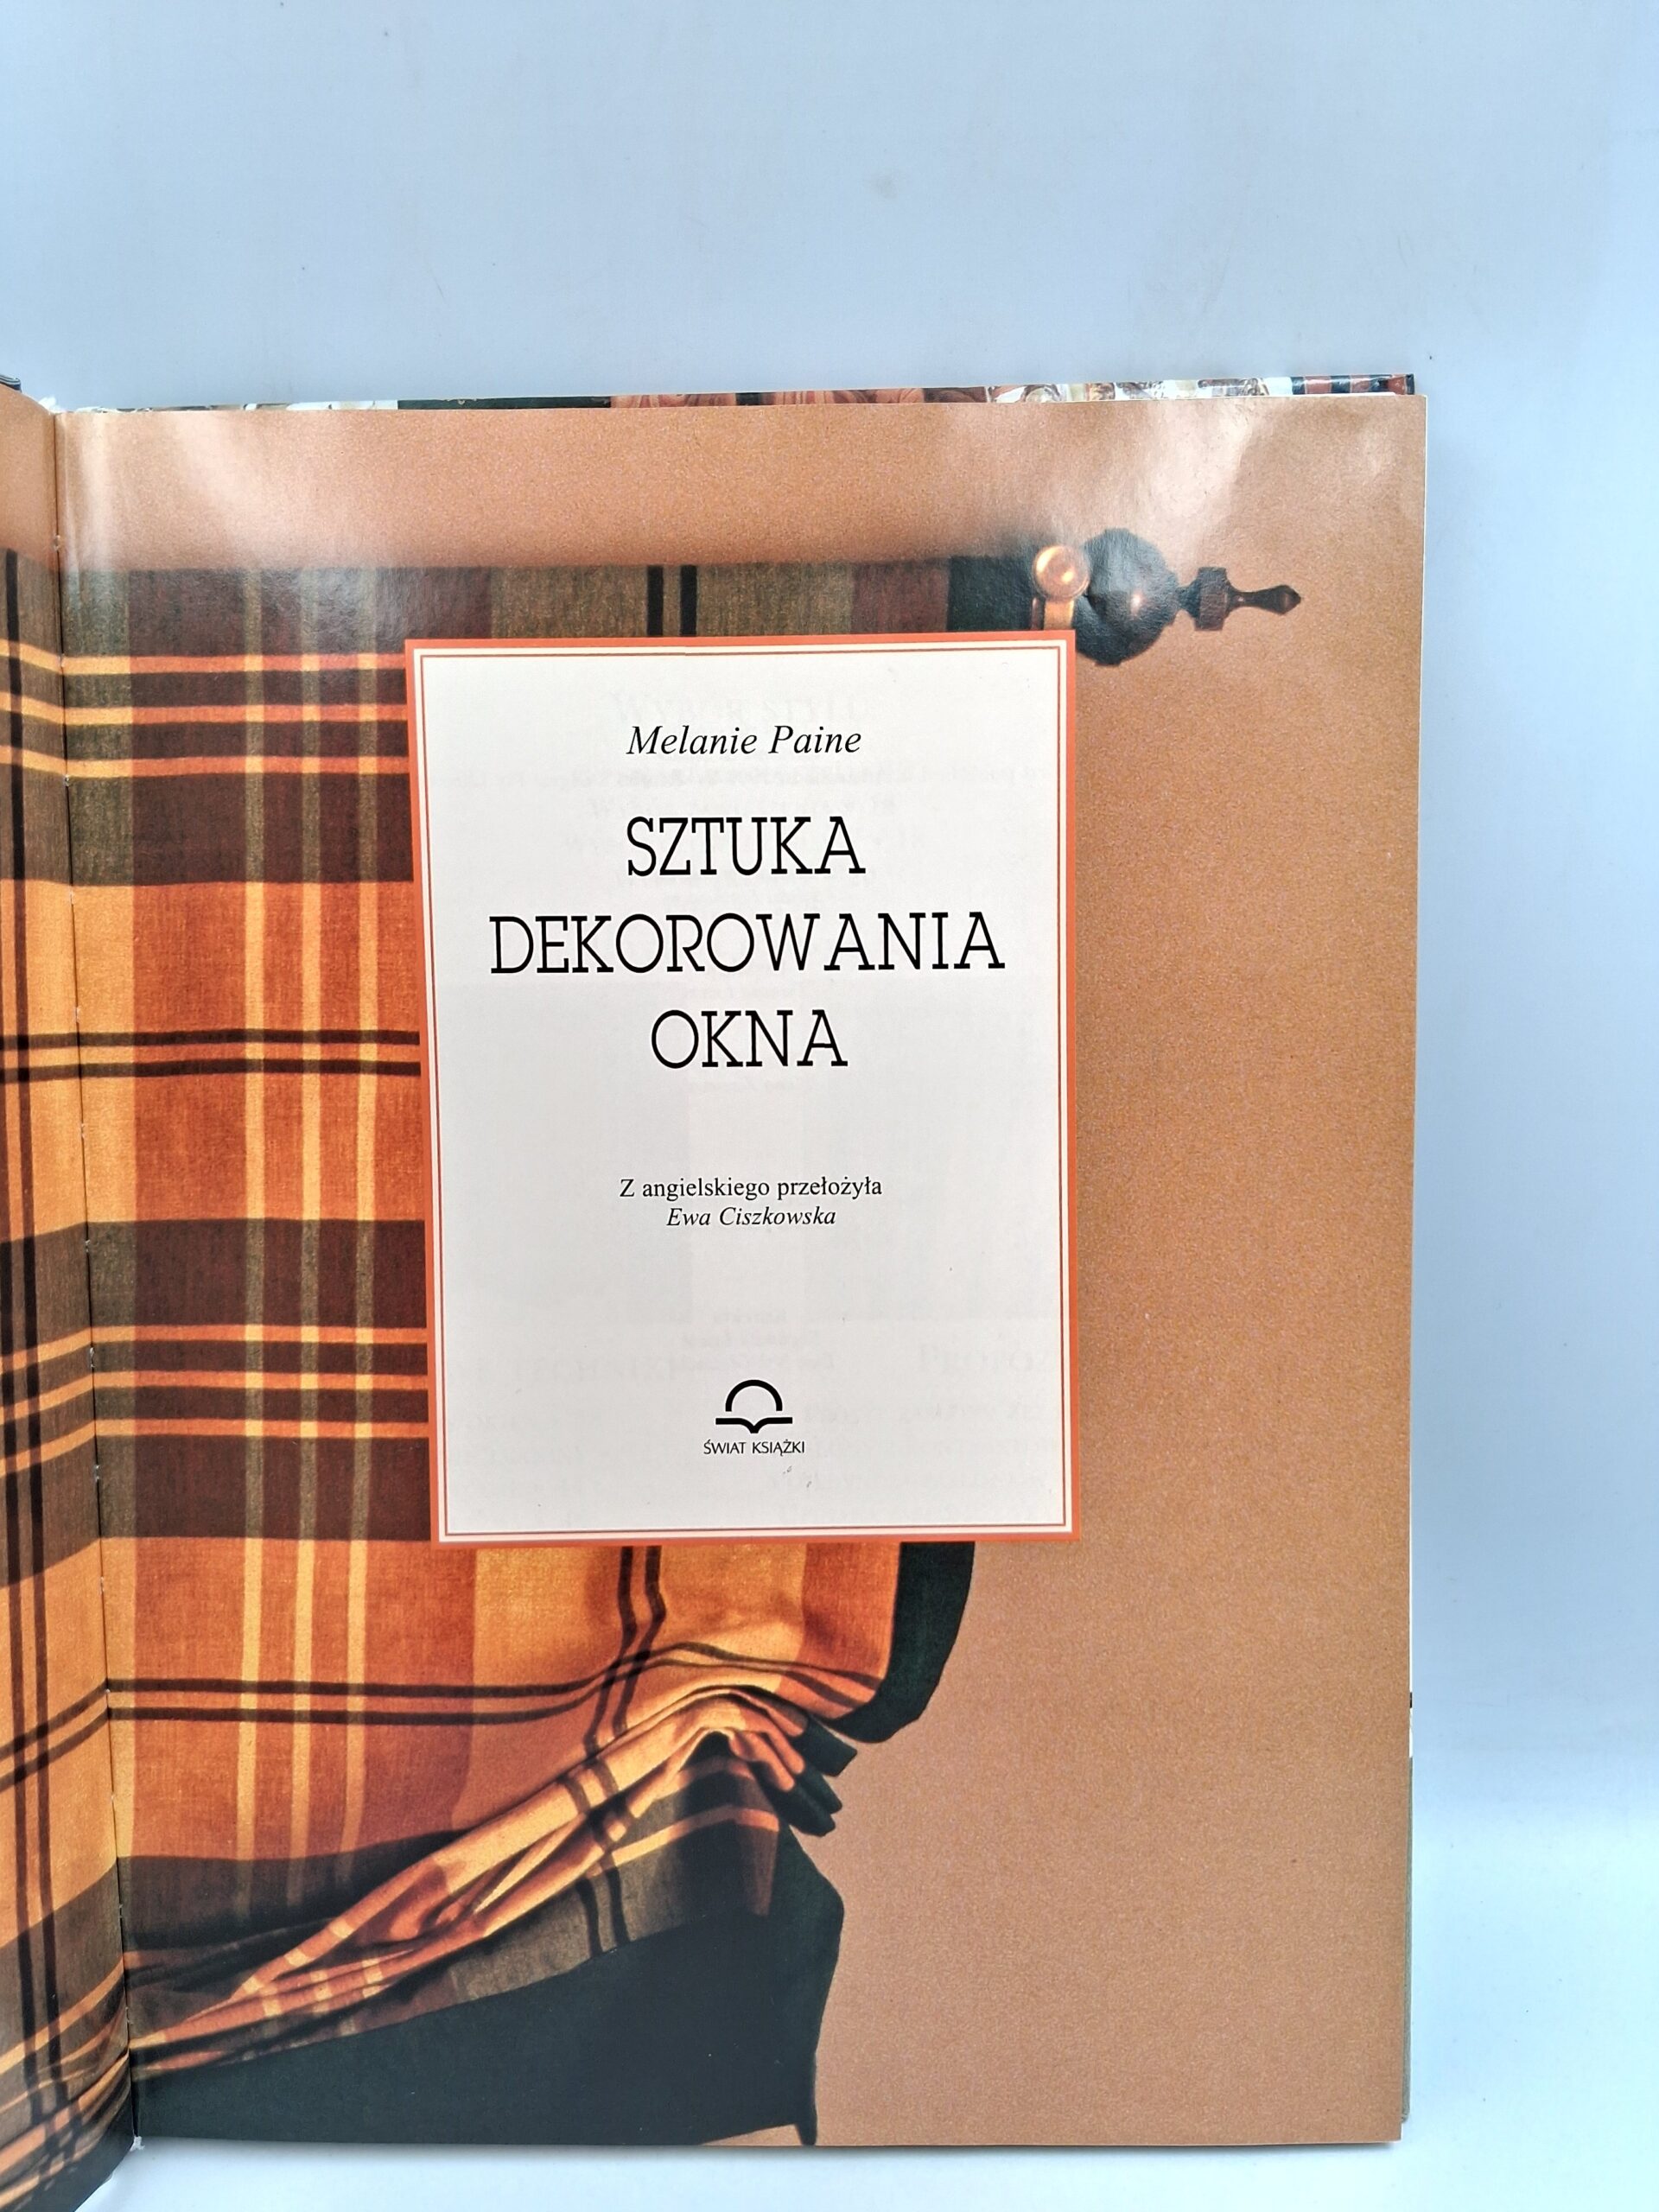 Melanie Paine
SZTUKA
DEKOROWANIA
OKNA
Z angielskiego przełożyła
Ewa Ciszkowska
ŚWIAT KSIĄŻKI